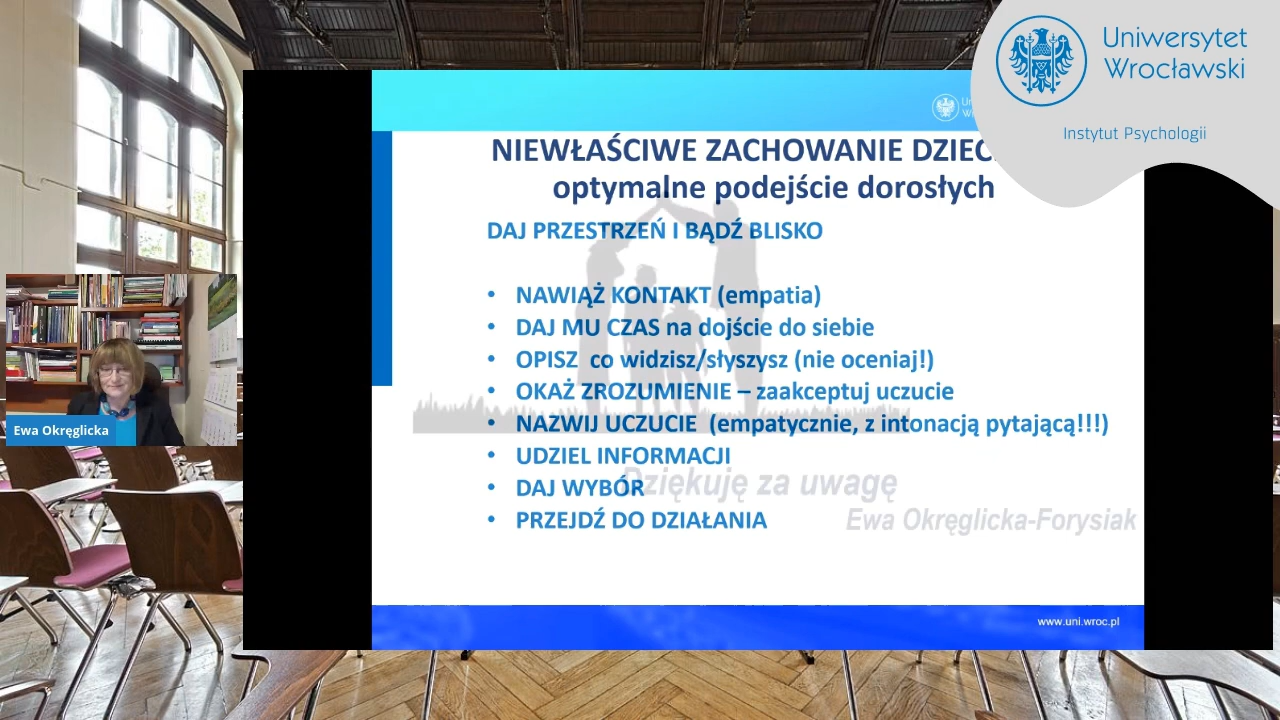 Uniwersytet
Wrocławski
Instytut Psychologii
NIEWŁAŚCIWE ZACHOWANIE
optymalne podejście dorosłych
DAJ PRZESTRZEŃ I BĄDŹ BLISKO
• NAWIĄŻ KONTAKT (empatia)
• DAJ MU CZAS na dojście do siebie
• OPISZ co widzisz/słyszysz (nie oceniaj!)
• OKAŻ ZROZUMIENIE – zaakceptuj uczucie
• NAZWIJ UCZUCIE (empatycznie, z intonacją pytającą!!!)
• UDZIEL INFORMACJI
• DAJ WYBÓR
• PRZEJDŹ DO DZIAŁANIA
Dziękuję za uwagę
Ewa Okręglicka-Forysiak
www.uni.wroc.pl
Ewa Okręglicka